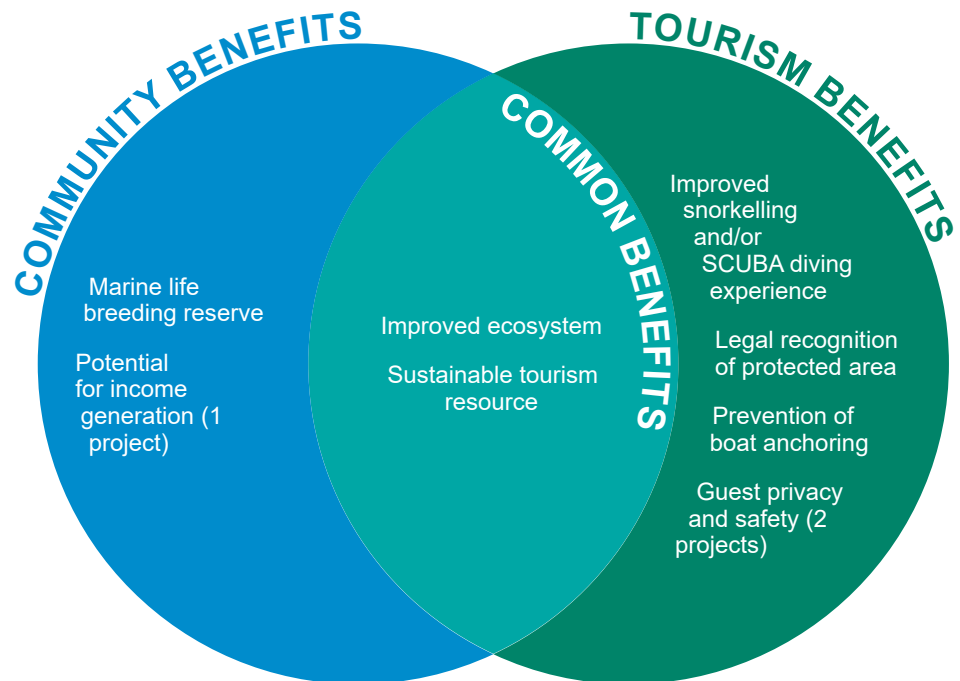 COMMUNITY BENEFITS
Marine life
breeding reserve
Potential
for income
generation (1
project)
COMMON BENEFITS
Improved ecosystem
Sustainable tourism
resource
TOURISM BENEFITS
Improved
snorkelling
and/or
SCUBA diving
experience
Legal recognition
of protected area
Prevention of
boat anchoring
Guest privacy
and safety (2
projects)